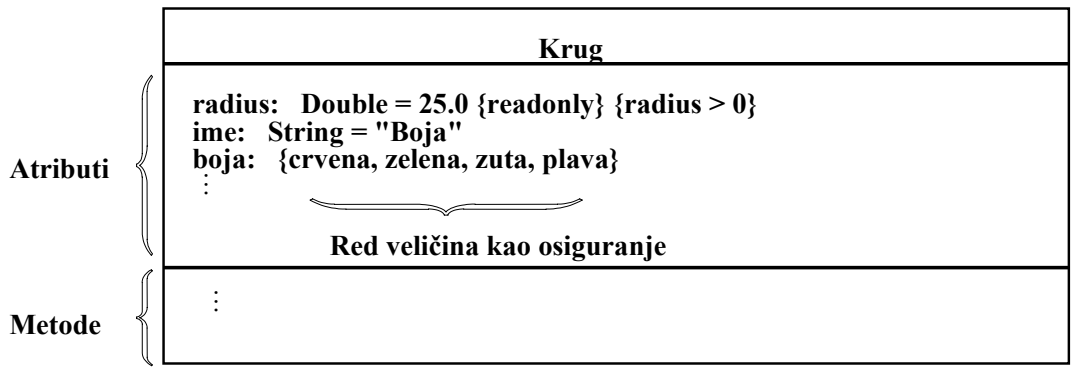 Krug
Atributi
radius: Double = 25.0 {readonly} {radius > 0}
ime: String = "Boja"
boja: {crvena, zelena, zuta, plava}
⋮
Red veličina kao osiguranje
Metode
⋮